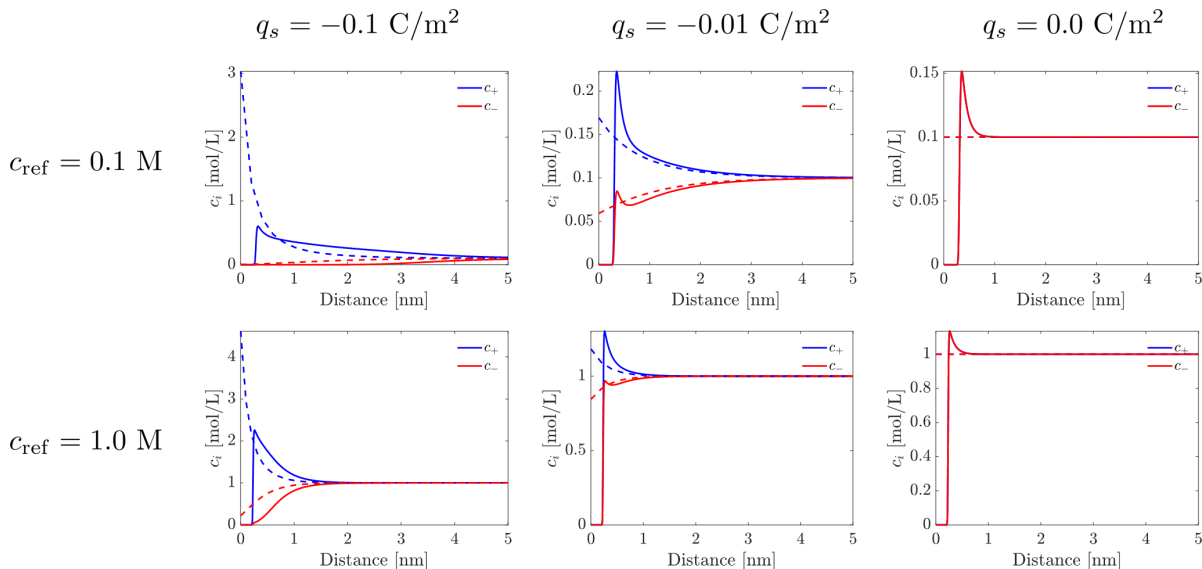 q_s = −0.1 C/m²
q_s = −0.01 C/m²
q_s = 0.0 C/m²
c_ref = 0.1 M
3
2
1
0
c_i [mol/L]
0 1 2 3 4 5
Distance [nm]
c_+
c_−
0.2
0.15
0.1
0.05
0
c_i [mol/L]
0 1 2 3 4 5
Distance [nm]
c_+
c_−
0.15
0.1
0.05
0
c_i [mol/L]
0 1 2 3 4 5
Distance [nm]
c_+
c_−
c_ref = 1.0 M
4
3
2
1
0
c_i [mol/L]
0 1 2 3 4 5
Distance [nm]
c_+
c_−
1
0.5
0
c_i [mol/L]
0 1 2 3 4 5
Distance [nm]
c_+
c_−
1
0.8
0.6
0.4
0.2
0
c_i [mol/L]
0 1 2 3 4 5
Distance [nm]
c_+
c_−